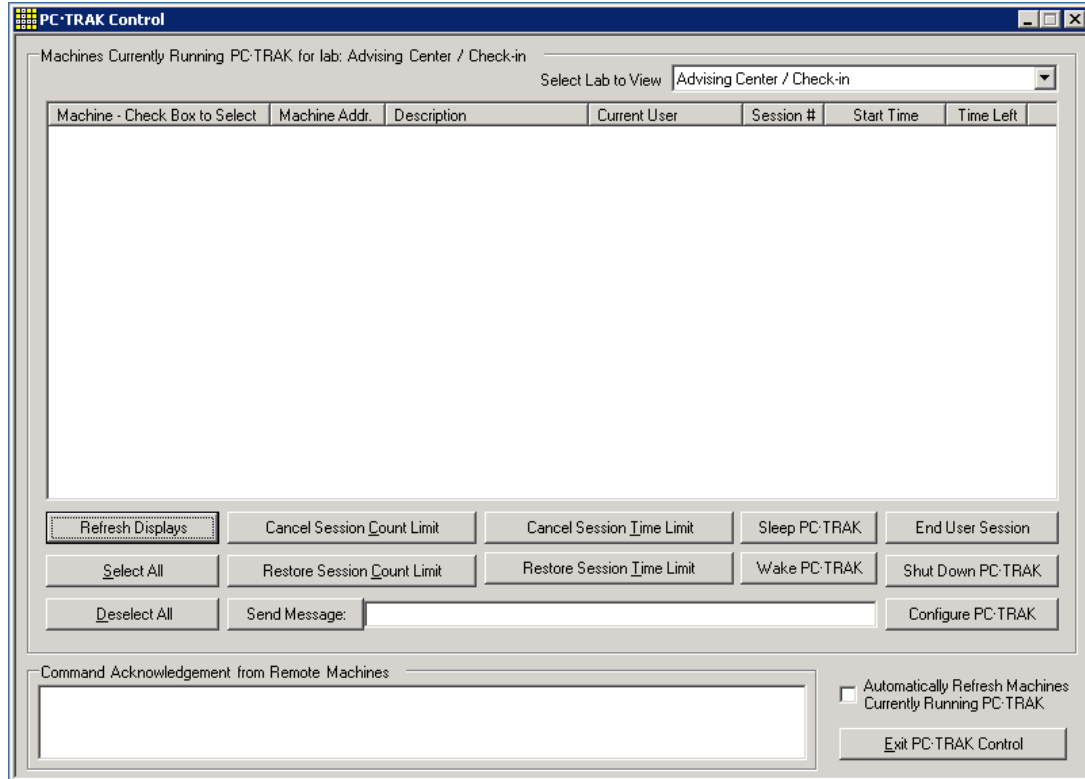 PC·TRAK Control
Machines Currently Running PC·TRAK for lab: Advising Center / Check-in
Select Lab to View Advising Center / Check-in
Machine - Check Box to Select Machine Addr. Description Current User Session # Start Time Time Left
Refresh Displays Cancel Session Count Limit Cancel Session Time Limit Sleep PC·TRAK End User Session
Select All Restore Session Count Limit Restore Session Time Limit Wake PC·TRAK Shut Down PC·TRAK
Deselect All Send Message: Configure PC·TRAK
Command Acknowledgement from Remote Machines
Automatically Refresh Machines
Currently Running PC·TRAK
Exit PC·TRAK Control